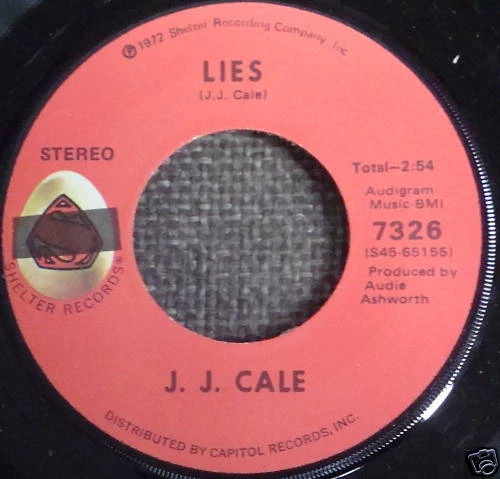 ℗1972 Shelter Recording Company, Inc
LIES
(J.J. Cale)
STEREO
Total—2:54
Audigram
Music-BMI
7326
(S45-65155)
Produced by
Audie
Ashworth
SHELTER RECORDS®
J. J. CALE
DISTRIBUTED BY CAPITOL RECORDS, INC.